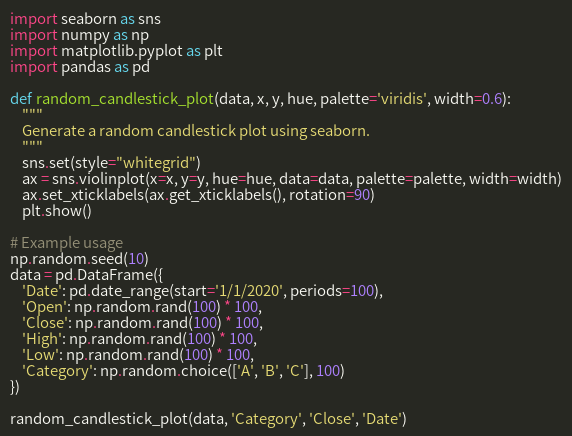 import seaborn as sns
import numpy as np
import matplotlib.pyplot as plt
import pandas as pd

def random_candlestick_plot(data, x, y, hue, palette='viridis', width=0.6):
    """
    Generate a random candlestick plot using seaborn.
    """
    sns.set(style="whitegrid")
    ax = sns.violinplot(x=x, y=y, hue=hue, data=data, palette=palette, width=width)
    ax.set_xticklabels(ax.get_xticklabels(), rotation=90)
    plt.show()

# Example usage
np.random.seed(10)
data = pd.DataFrame({
    'Date': pd.date_range(start='1/1/2020', periods=100),
    'Open': np.random.rand(100) * 100,
    'Close': np.random.rand(100) * 100,
    'High': np.random.rand(100) * 100,
    'Low': np.random.rand(100) * 100,
    'Category': np.random.choice(['A', 'B', 'C'], 100)
})

random_candlestick_plot(data, 'Category', 'Close', 'Date')